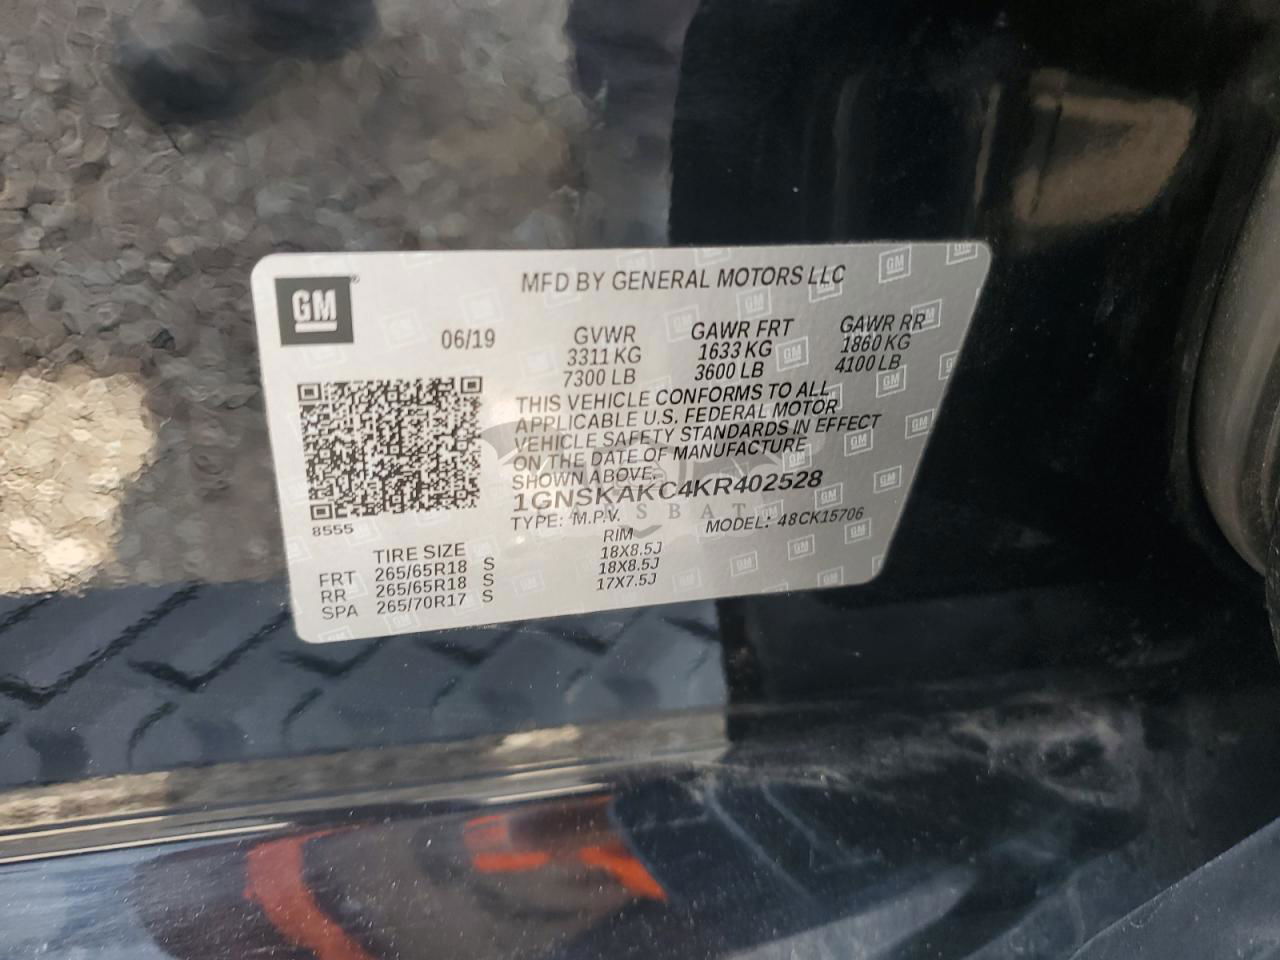 GM
MFD BY GENERAL MOTORS LLC
06/19 GVWR GAWR FRT GAWR RR
3311 KG 1633 KG 1860 KG
7300 LB 3600 LB 4100 LB
THIS VEHICLE CONFORMS TO ALL
APPLICABLE U.S. FEDERAL MOTOR
VEHICLE SAFETY STANDARDS IN EFFECT
ON THE DATE OF MANUFACTURE
SHOWN ABOVE.
1GNSKAKC4KR402528
8555
TYPE: M.P.V. MODEL: 48CK15706
TIRE SIZE RIM
FRT 265/65R18 S 18X8.5J
RR 265/65R18 S 18X8.5J
SPA 265/70R17 S 17X7.5J